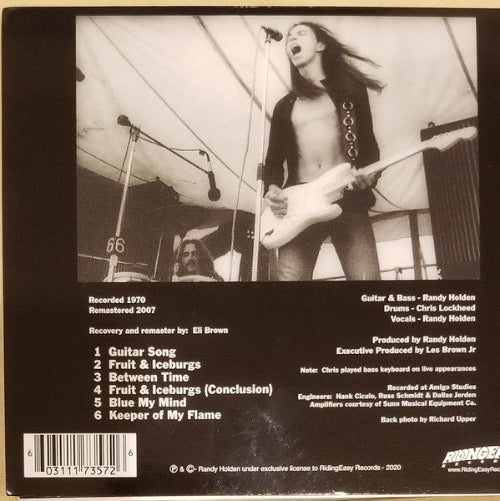 66
Recorded 1970
Remastered 2007
Recovery and remaster by: Eli Brown
1 Guitar Song
2 Fruit & Iceburgs
3 Between Time
4 Fruit & Iceburgs (Conclusion)
5 Blue My Mind
6 Keeper of My Flame
Guitar & Bass - Randy Holden
Drums - Chris Lockheed
Vocals - Randy Holden
Produced by Randy Holden
Executive Produced by Les Brown Jr
Note: Chris played bass keyboard on live appearances
Recorded at Amigo Studios
Engineers: Hank Cicalo, Russ Schmidt & Dallas Jorden
Amplifiers courtesy of Sunn Musical Equipment Co.
Back photo by Richard Upper
6 03111 73572 6
℗ & © - Randy Holden under exclusive license to RidingEasy Records - 2020
RIDINGEA
RECOR
www.RidingEasyRe